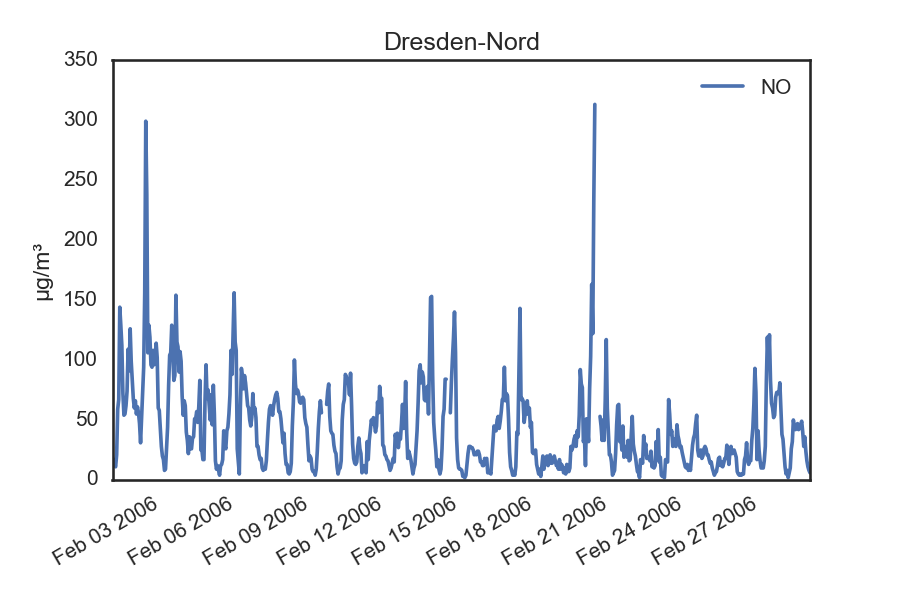 Dresden-Nord
NO
µg/m³
350
300
250
200
150
100
50
0
Feb 03 2006
Feb 06 2006
Feb 09 2006
Feb 12 2006
Feb 15 2006
Feb 18 2006
Feb 21 2006
Feb 24 2006
Feb 27 2006